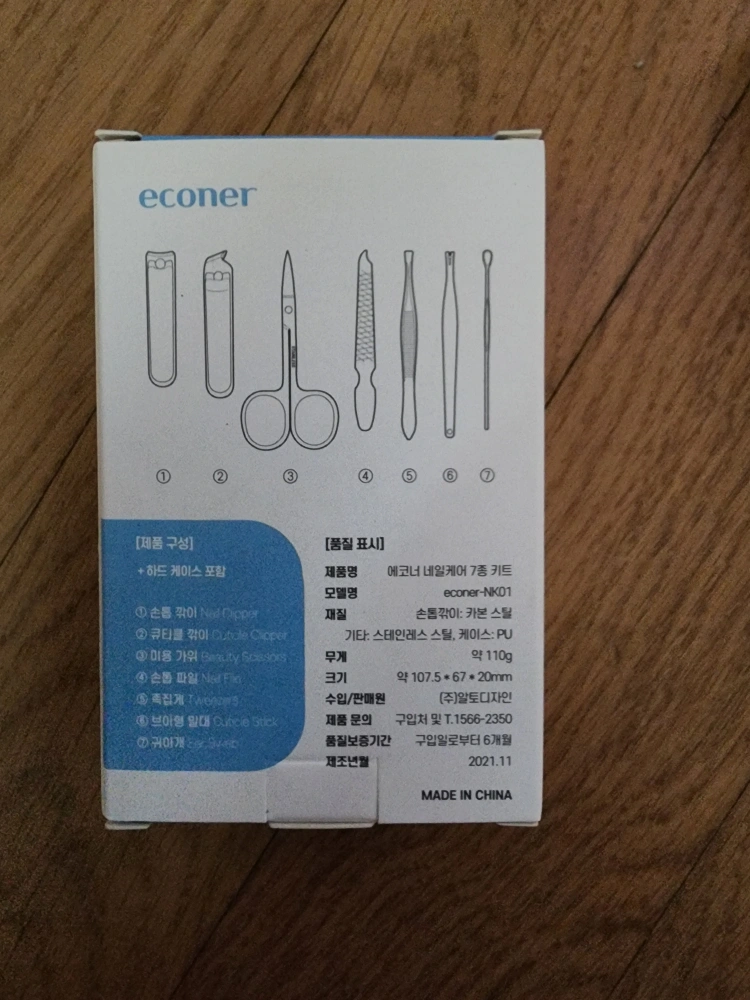 econer
① ② ③ ④ ⑤ ⑥ ⑦
[제품 구성]
+ 하드 케이스 포함
① 손톱 깎이 Nail Clipper
② 큐티클 깎이 Cuticle Clipper
③ 미용 가위 Beauty Scissors
④ 손톱 파일 Nail File
⑤ 족집게 Tweezers
⑥ 브이형 밀대 Cuticle Stick
⑦ 귀이개 Ear Swab
[품질 표시]
제품명 에코너 네일케어 7종 키트
모델명 econer-NK01
재질 손톱깎이: 카본 스틸
기타: 스테인레스 스틸, 케이스: PU
무게 약 110g
크기 약 107.5 * 67 * 20mm
수입/판매원 (주)알토디자인
제품 문의 구입처 및 T.1566-2350
품질보증기간 구입일로부터 6개월
제조년월 2021.11
MADE IN CHINA